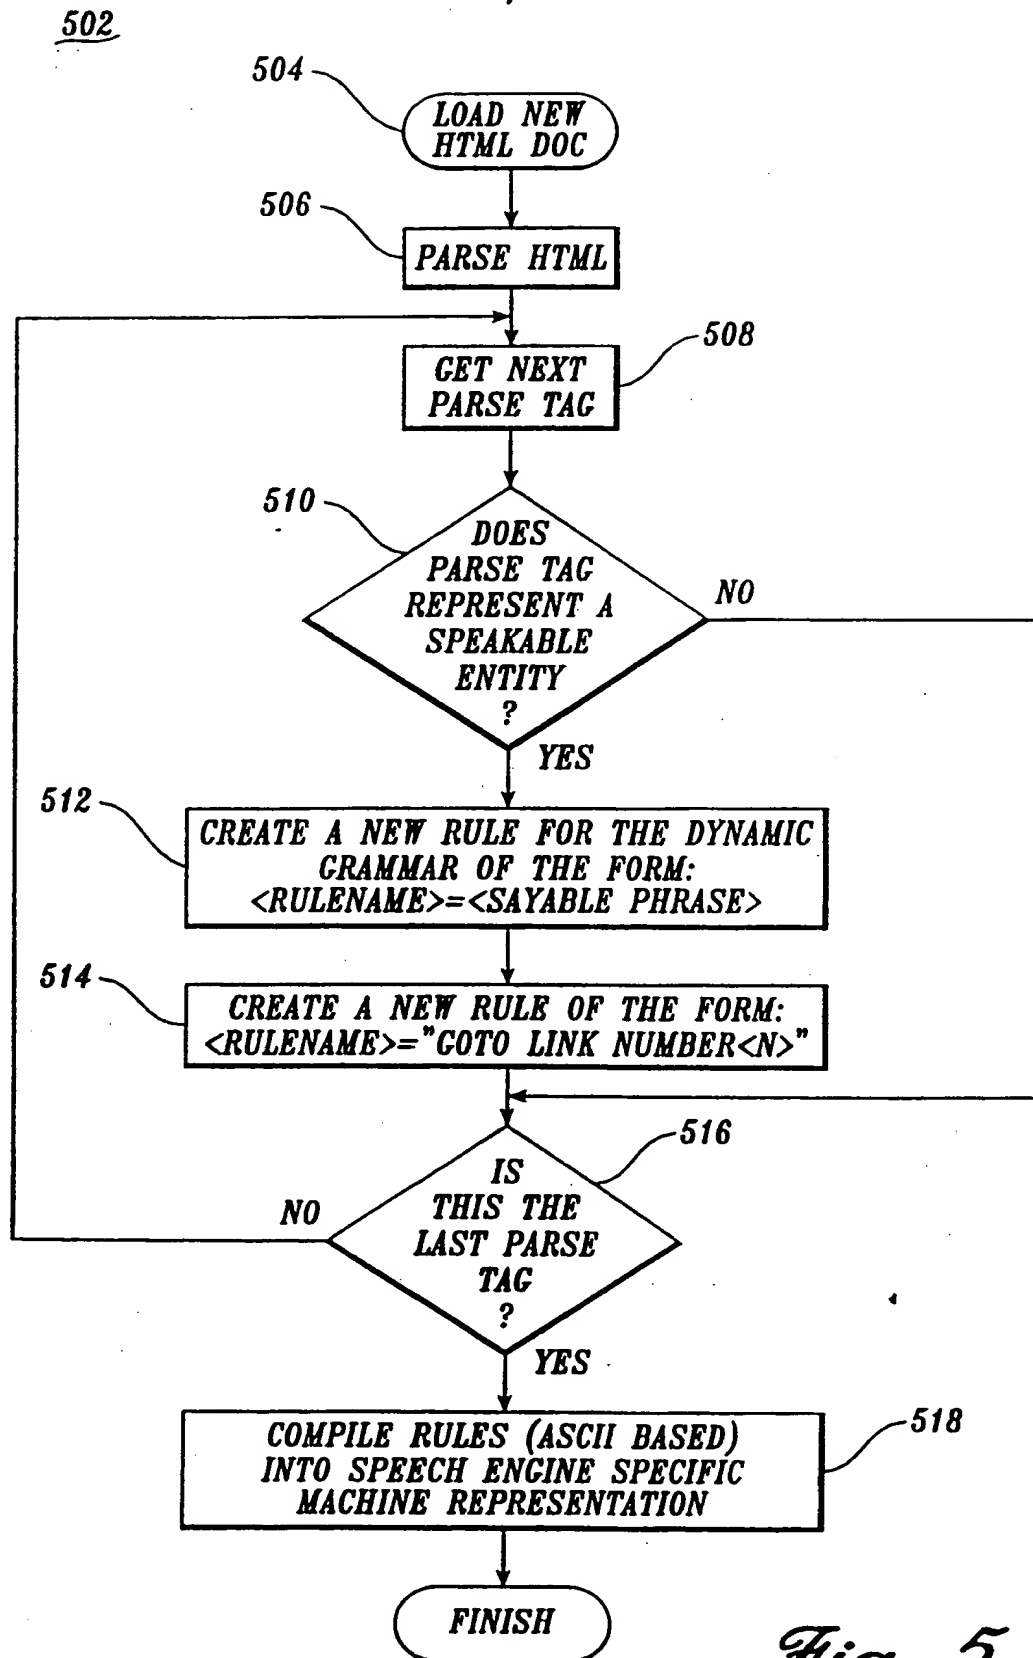 502
504
LOAD NEW
HTML DOC
506
PARSE HTML
508
GET NEXT
PARSE TAG
510
DOES
PARSE TAG
REPRESENT A
SPEAKABLE
ENTITY
?
NO
YES
512
CREATE A NEW RULE FOR THE DYNAMIC
GRAMMAR OF THE FORM:
<RULENAME>=<SAYABLE PHRASE>
514
CREATE A NEW RULE OF THE FORM:
<RULENAME>="GOTO LINK NUMBER<N>"
516
IS
THIS THE
LAST PARSE
TAG
?
NO
YES
518
COMPILE RULES (ASCII BASED)
INTO SPEECH ENGINE SPECIFIC
MACHINE REPRESENTATION
FINISH
Fig. 5